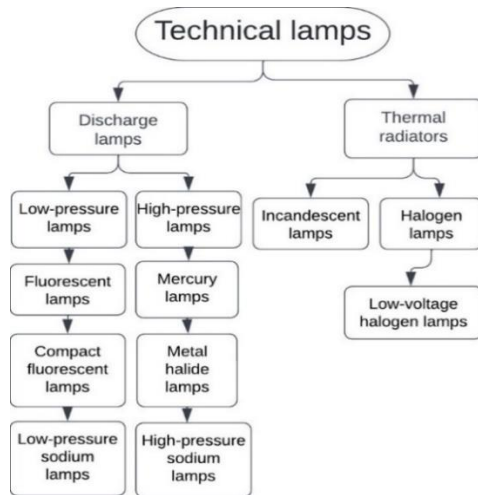 Technical lamps
Discharge
lamps
Thermal
radiators
Low-pressure
lamps
High-pressure
lamps
Incandescent
lamps
Halogen
lamps
Fluorescent
lamps
Mercury
lamps
Low-voltage
halogen lamps
Compact
fluorescent
lamps
Metal
halide
lamps
Low-pressure
sodium
lamps
High-pressure
sodium
lamps